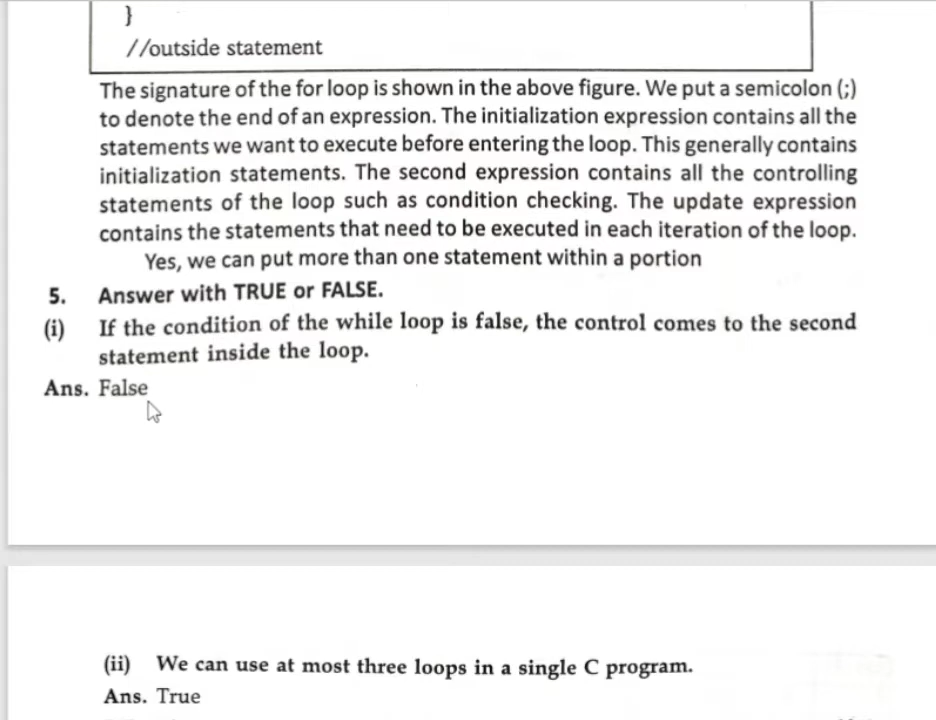 }
//outside statement
The signature of the for loop is shown in the above figure. We put a semicolon (;)
to denote the end of an expression. The initialization expression contains all the
statements we want to execute before entering the loop. This generally contains
initialization statements. The second expression contains all the controlling
statements of the loop such as condition checking. The update expression
contains the statements that need to be executed in each iteration of the loop.
Yes, we can put more than one statement within a portion
5. Answer with TRUE or FALSE.
(i) If the condition of the while loop is false, the control comes to the second
statement inside the loop.
Ans. False
(ii) We can use at most three loops in a single C program.
Ans. True